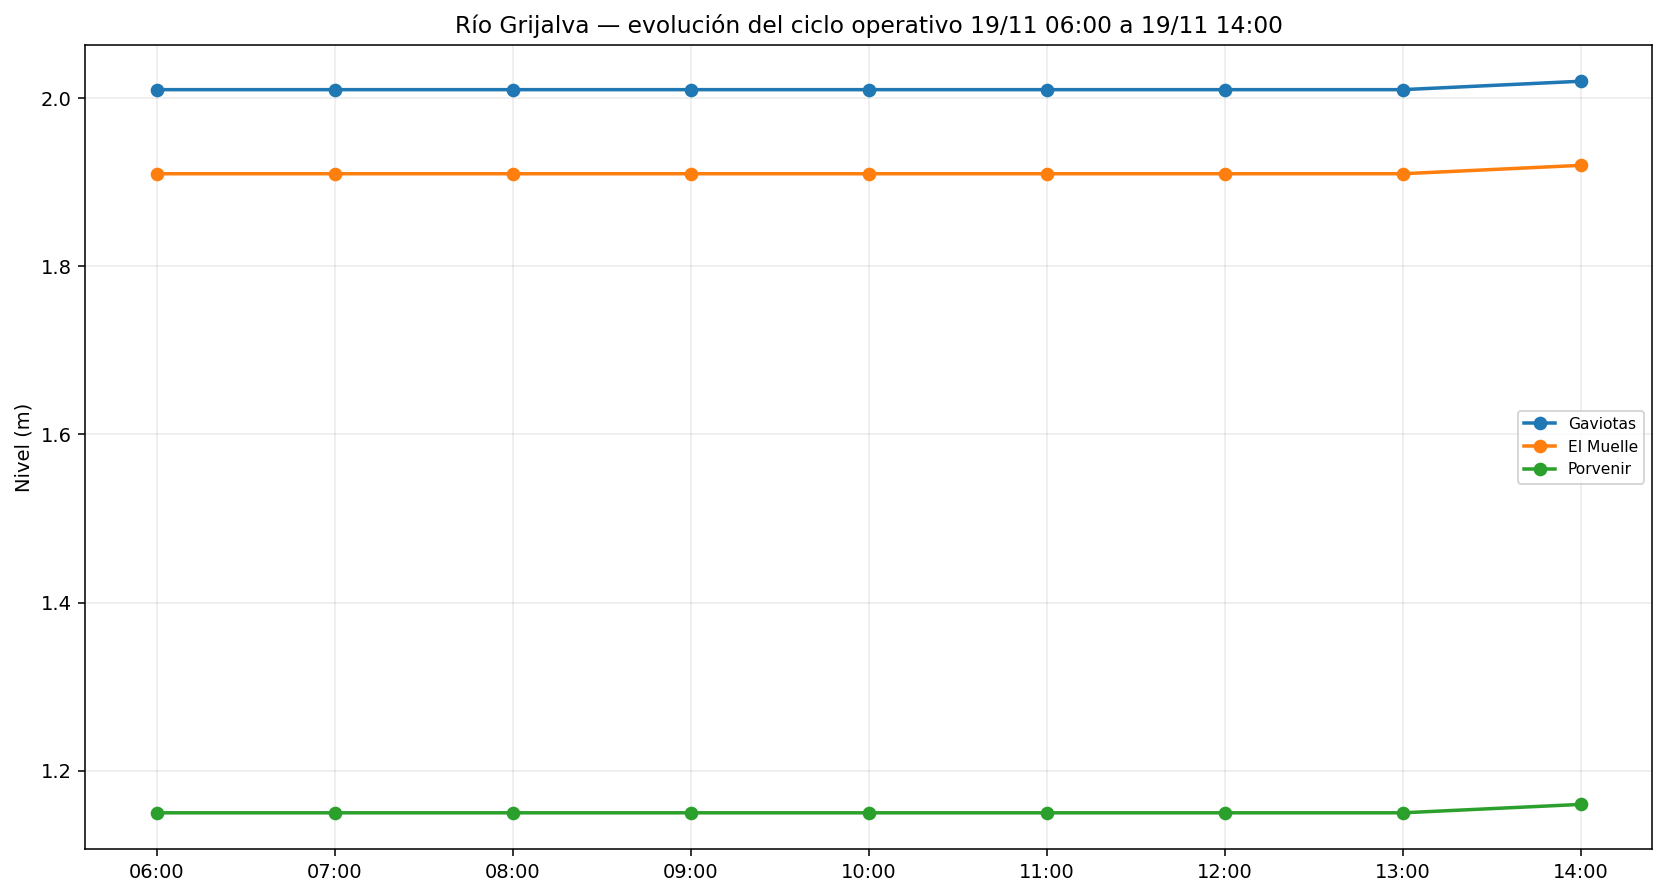 Río Grijalva — evolución del ciclo operativo 19/11 06:00 a 19/11 14:00
Nivel (m)
2.0
1.8
1.6
1.4
1.2
Gaviotas
El Muelle
Porvenir
06:00 07:00 08:00 09:00 10:00 11:00 12:00 13:00 14:00